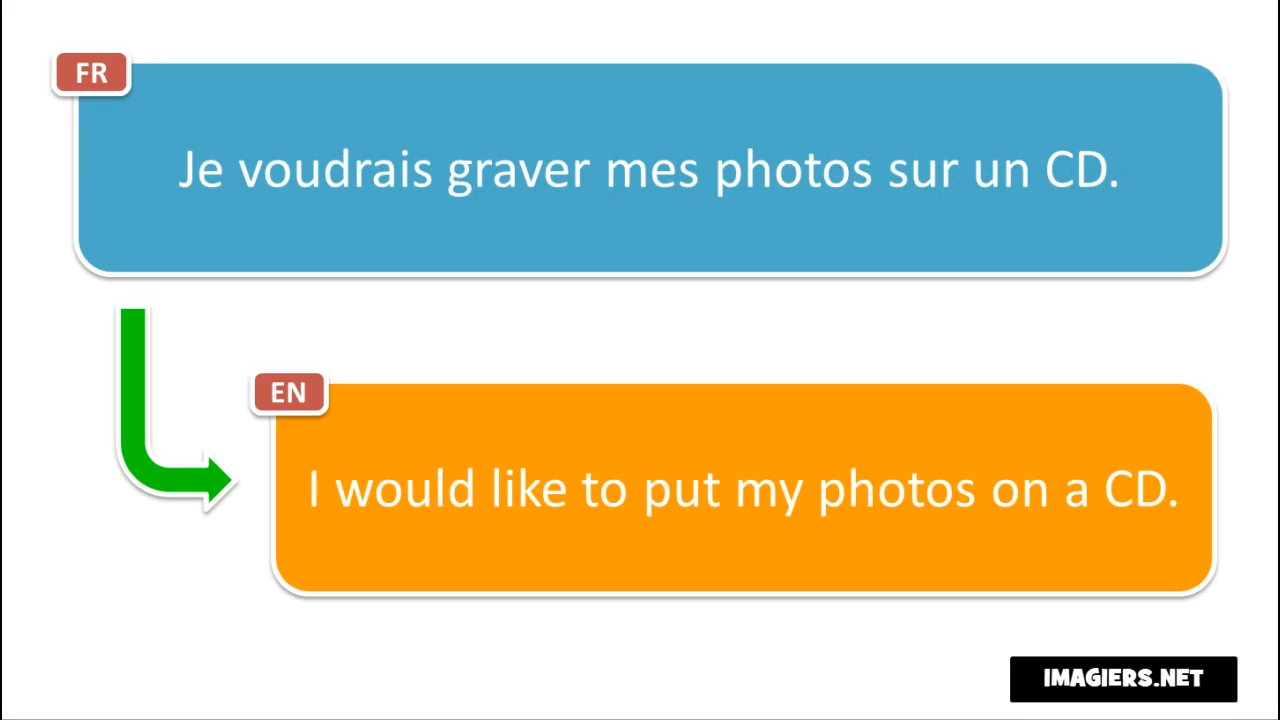 FR
Je voudrais graver mes photos sur un CD.
EN
I would like to put my photos on a CD.
IMAGIERS.NET